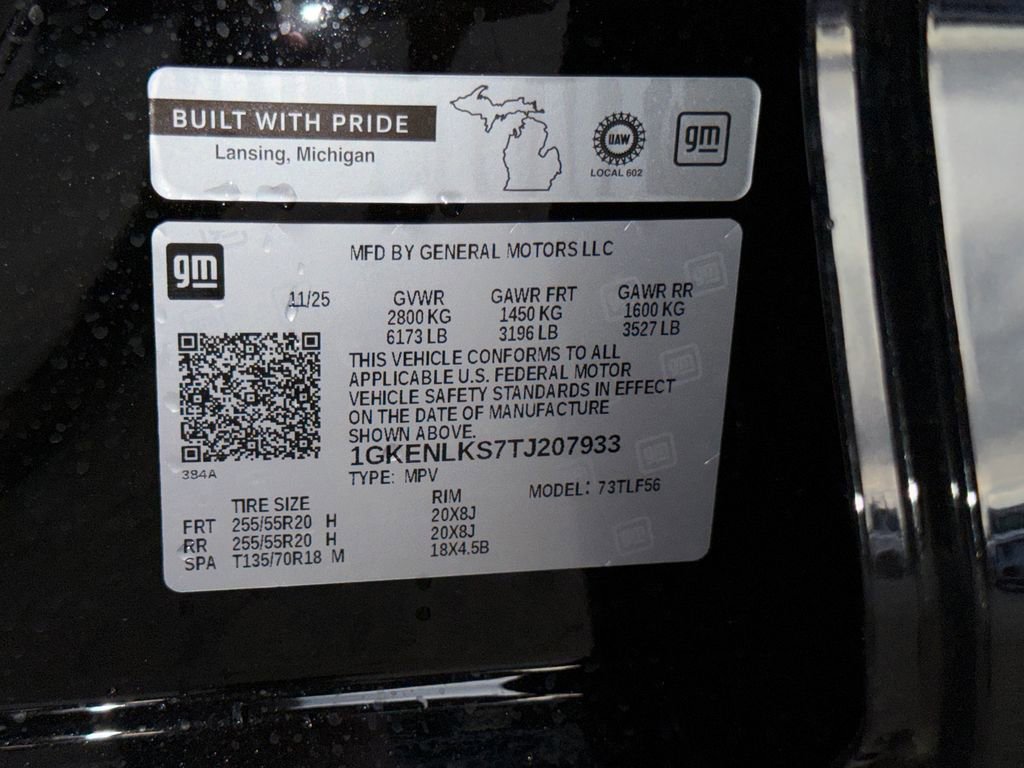 BUILT WITH PRIDE
Lansing, Michigan
UAW
LOCAL 602
gm
gm
MFD BY GENERAL MOTORS LLC
11/25
GVWR
2800 KG
6173 LB
GAWR FRT
1450 KG
3196 LB
GAWR RR
1600 KG
3527 LB
THIS VEHICLE CONFORMS TO ALL
APPLICABLE U.S. FEDERAL MOTOR
VEHICLE SAFETY STANDARDS IN EFFECT
ON THE DATE OF MANUFACTURE
SHOWN ABOVE.
1GKENLKS7TJ207933
TYPE: MPV
MODEL: 73TLF56
394A
TIRE SIZE RIM
FRT 255/55R20 H 20X8J
RR 255/55R20 H 20X8J
SPA T135/70R18 M 18X4.5B